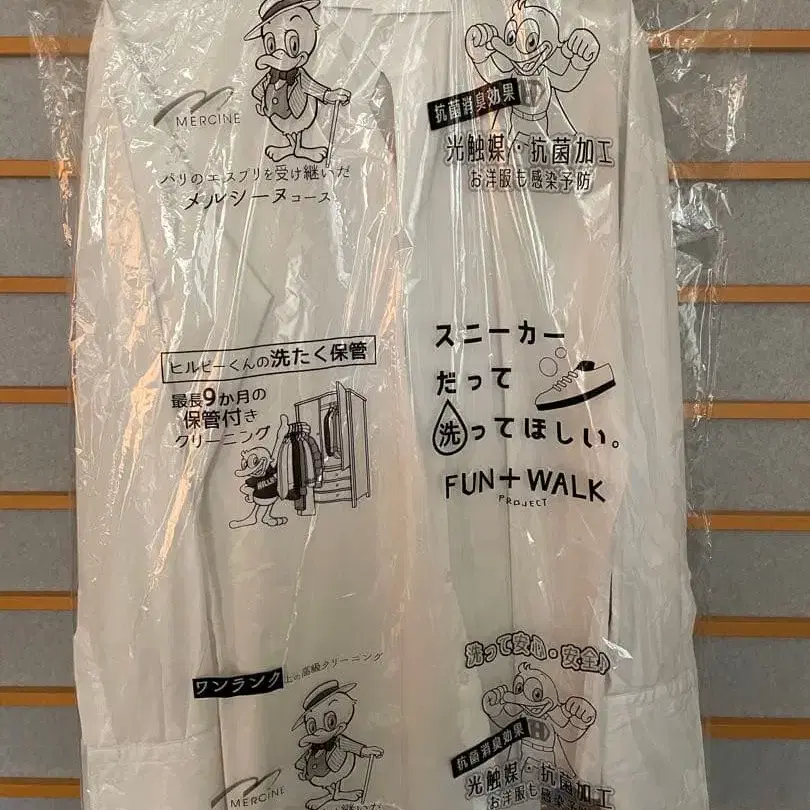 MERCINE
パリのエスプリを受け継いだ
メルシーヌコース
抗菌消臭効果
H
光触媒・抗菌加工
お洋服も感染予防
ヒルビーくんの洗たく保管
最長9か月の
保管付き
クリーニング
スニーカー
だって
洗ってほしい。
FUN+WALK
PROJECT
ワンランク上の高級クリーニング
MERCINE
洗って安心・安全♪
抗菌消臭効果
H
光触媒・抗菌加工
お洋服も感染